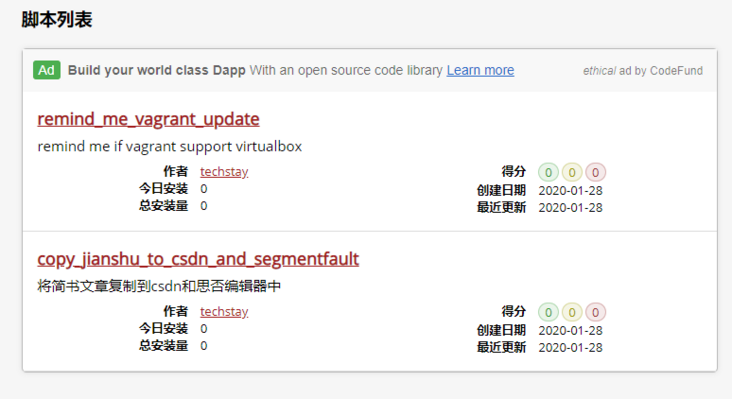 脚本列表
Ad Build your world class Dapp With an open source code library Learn more ethical ad by CodeFund
remind_me_vagrant_update
remind me if vagrant support virtualbox
作者 techstay 得分 0 0 0
今日安装 0 创建日期 2020-01-28
总安装量 0 最近更新 2020-01-28
copy_jianshu_to_csdn_and_segmentfault
将简书文章复制到csdn和思否编辑器中
作者 techstay 得分 0 0 0
今日安装 0 创建日期 2020-01-28
总安装量 0 最近更新 2020-01-28